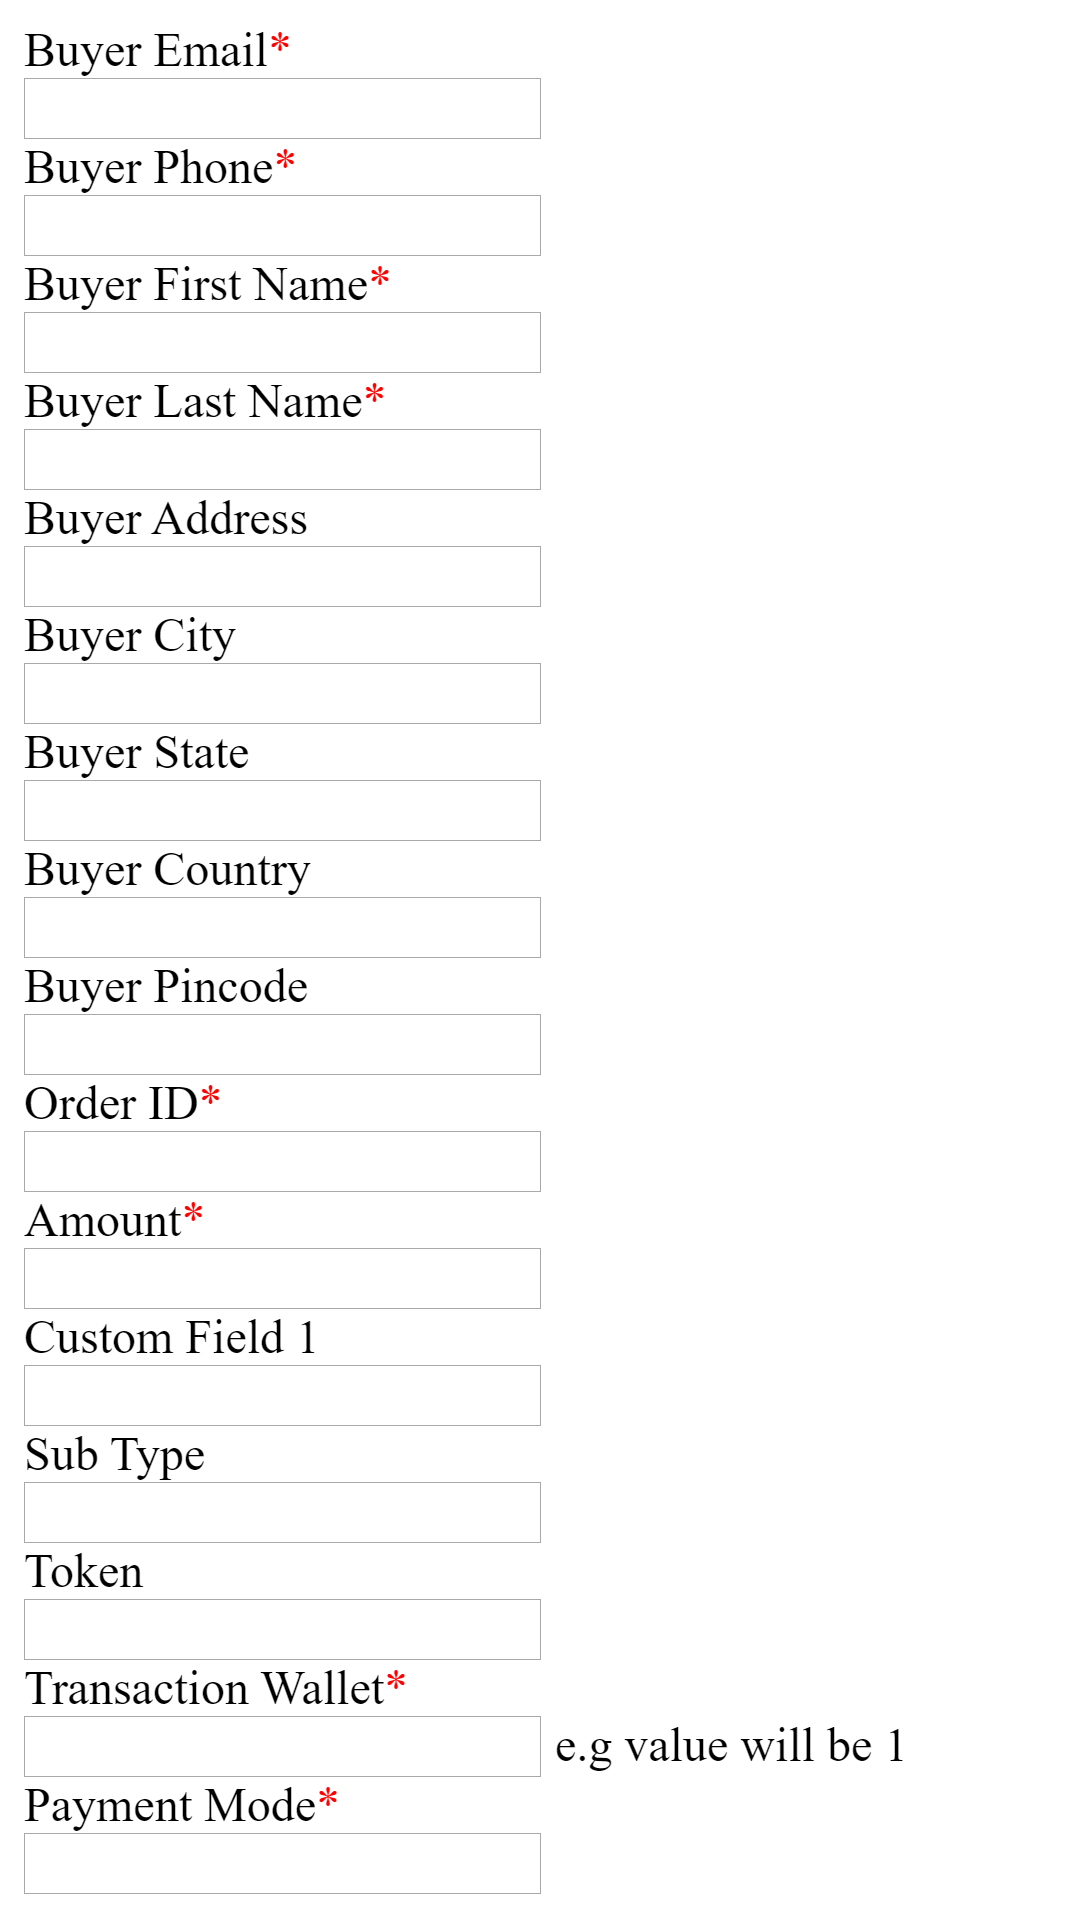 Buyer Email*
Buyer Phone*
Buyer First Name*
Buyer Last Name*
Buyer Address
Buyer City
Buyer State
Buyer Country
Buyer Pincode
Order ID*
Amount*
Custom Field 1
Sub Type
Token
Transaction Wallet*
e.g value will be 1
Payment Mode*